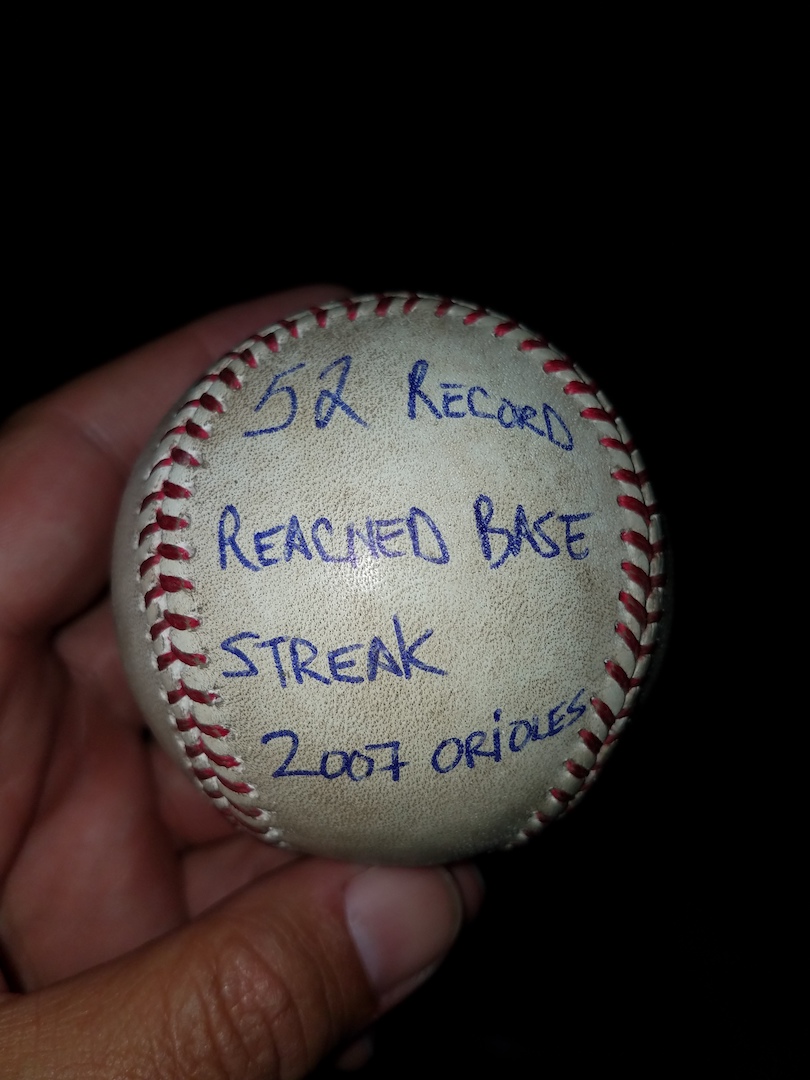 52 RECORD
REACHED BASE
STREAK
2007 ORiOLES